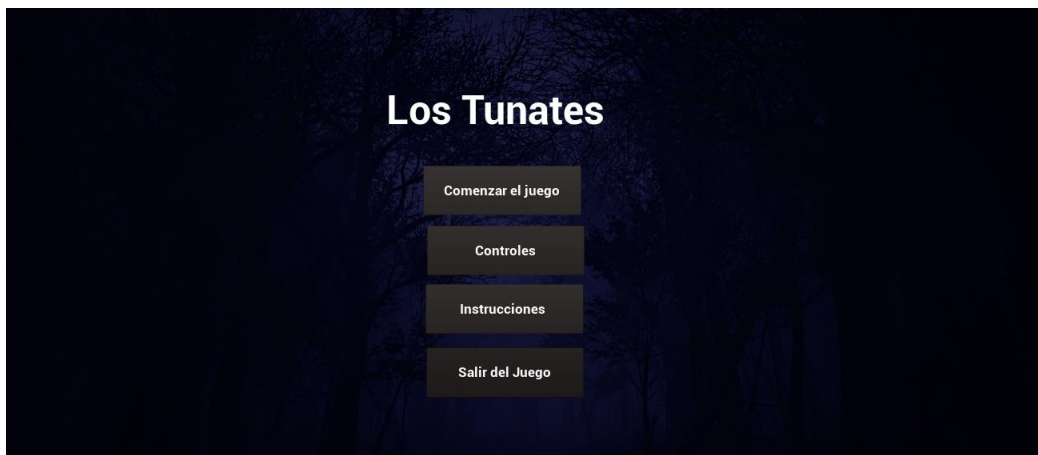 Los Tunates
Comenzar el juego
Controles
Instrucciones
Salir del Juego